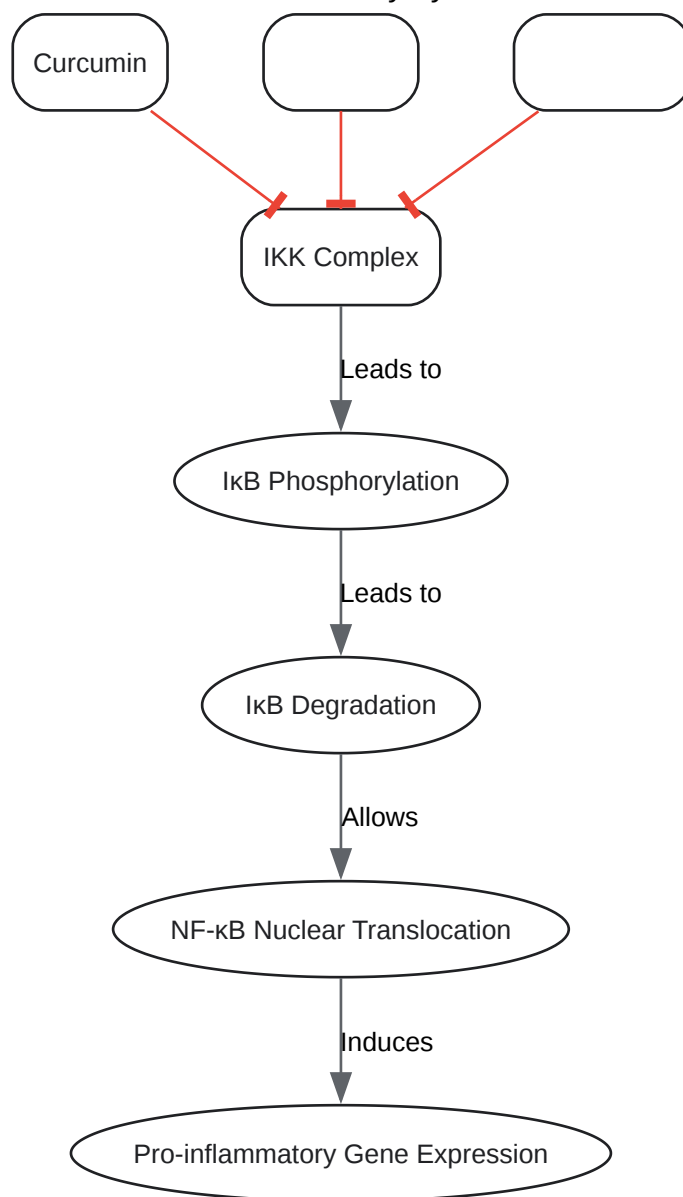 Curcumin
IKK Complex
Leads to
IκB Phosphorylation
Leads to
IκB Degradation
Allows
NF-κB Nuclear Translocation
Induces
Pro-inflammatory Gene Expression